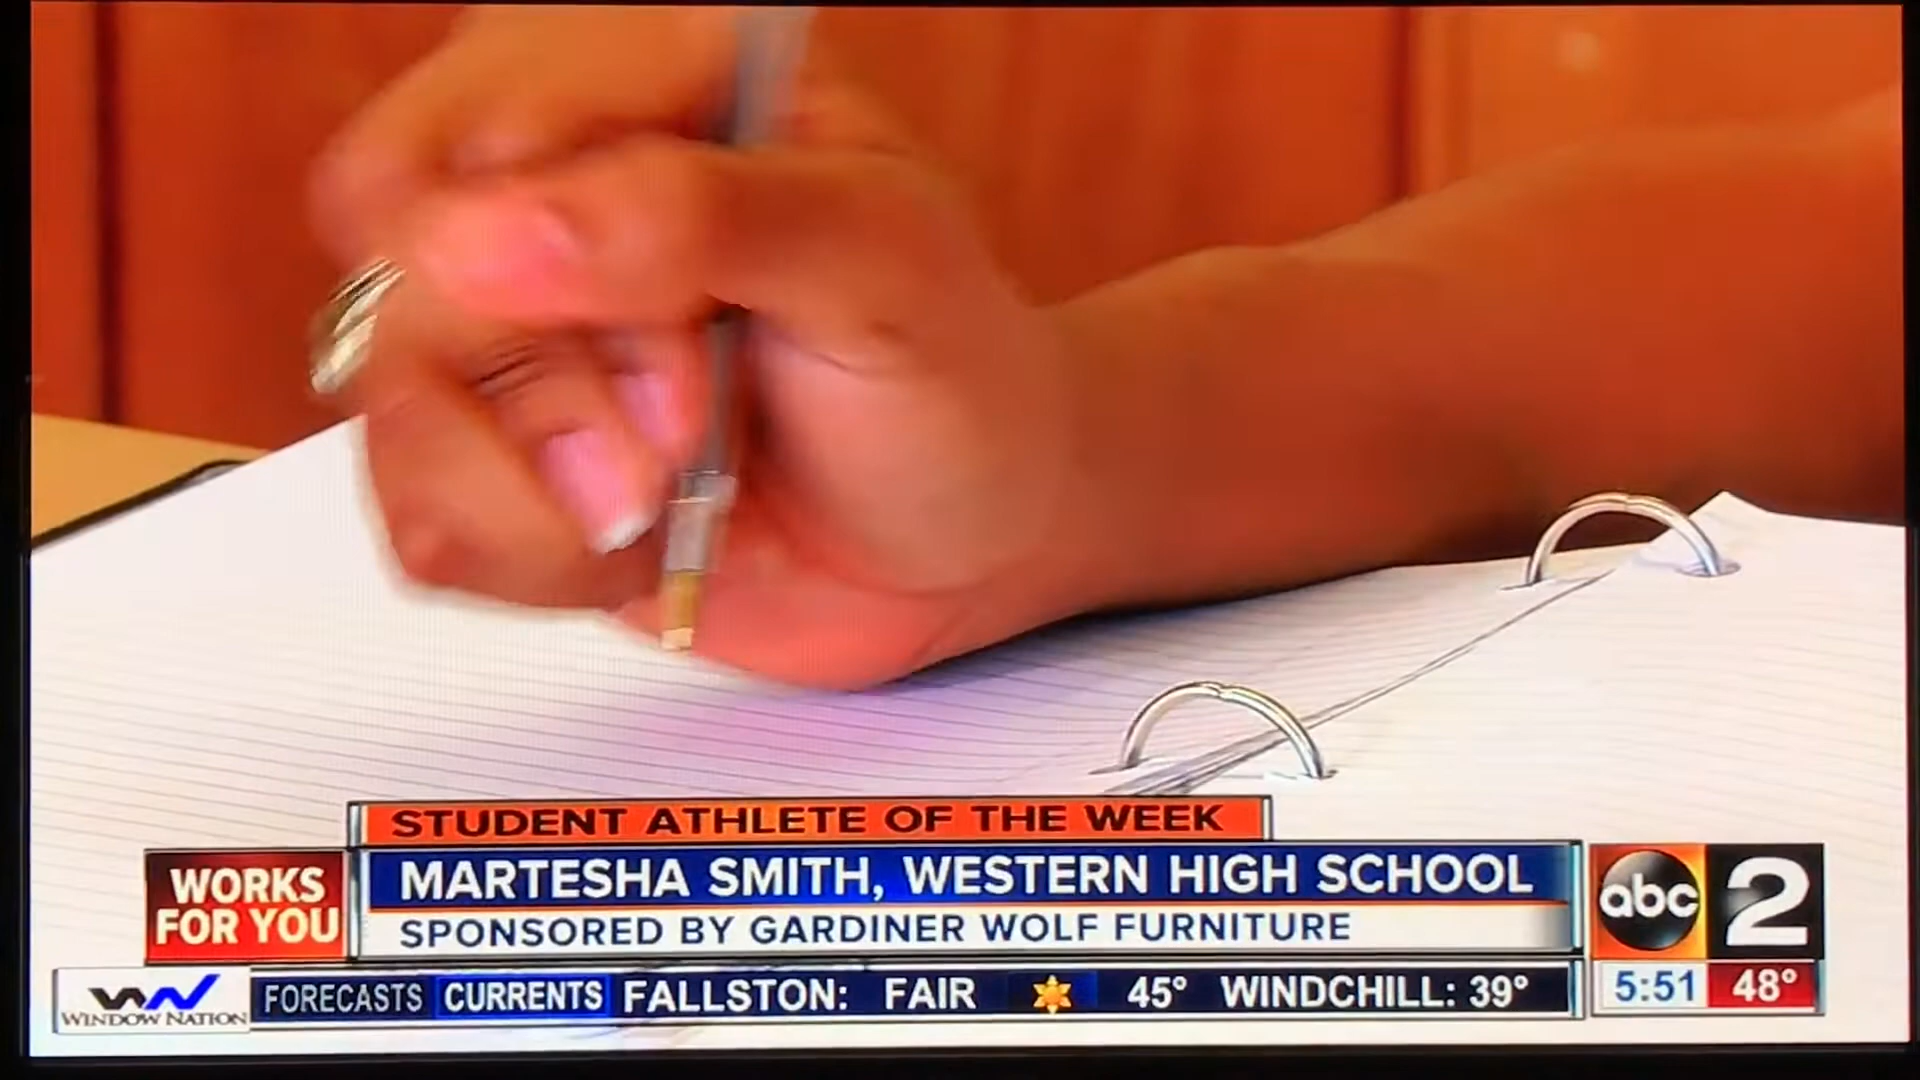 STUDENT ATHLETE OF THE WEEK
WORKS FOR YOU
MARTESHA SMITH, WESTERN HIGH SCHOOL
SPONSORED BY GARDINER WOLF FURNITURE
abc 2
WINDOW NATION
FORECASTS CURRENTS FALLSTON: FAIR 45° WINDCHILL: 39°
5:51 48°